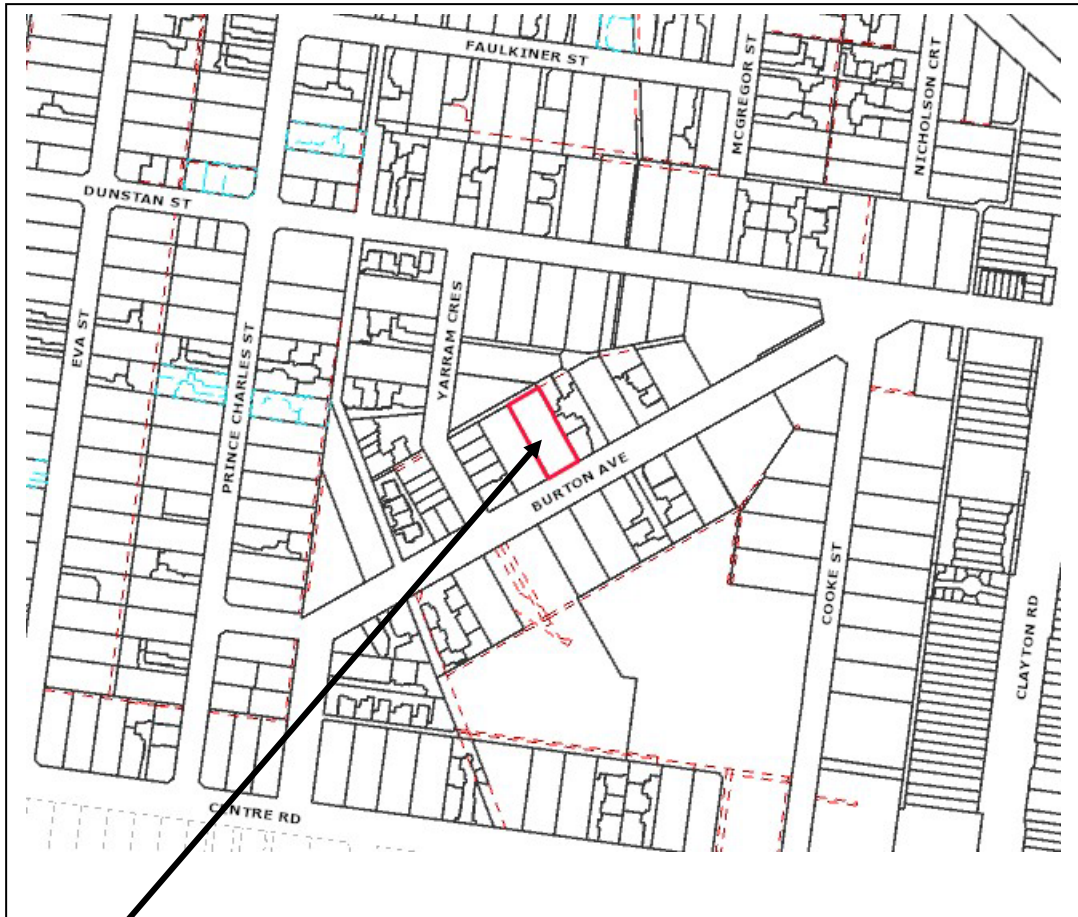 FAULKINER ST
MCGREGOR ST
NICHOLSON CRT
DUNSTAN ST
YARRAM CRES
EVA ST
PRINCE CHARLES ST
BURTON AVE
COOKE ST
CLAYTON RD
CENTRE RD